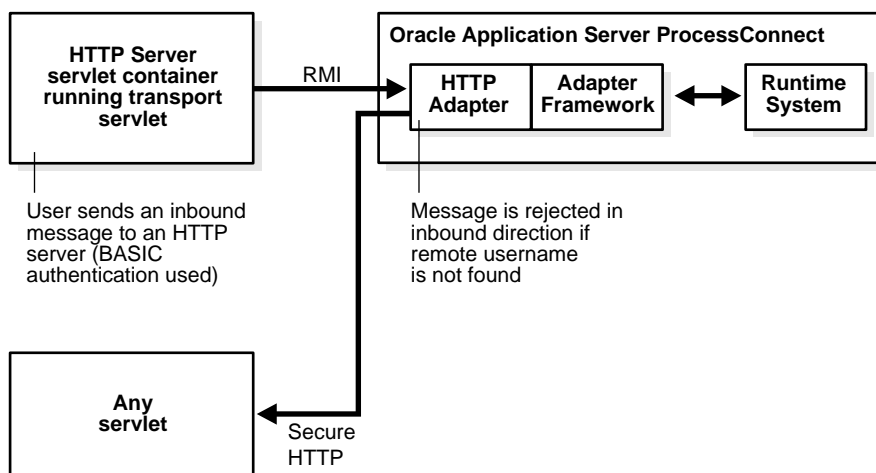 HTTP Server
servlet container
running transport
servlet
RMI
Oracle Application Server ProcessConnect
HTTP
Adapter
Adapter
Framework
Runtime
System
User sends an inbound
message to an HTTP
server (BASIC
authentication used)
Message is rejected in
inbound direction if
remote username
is not found
Any
servlet
Secure
HTTP